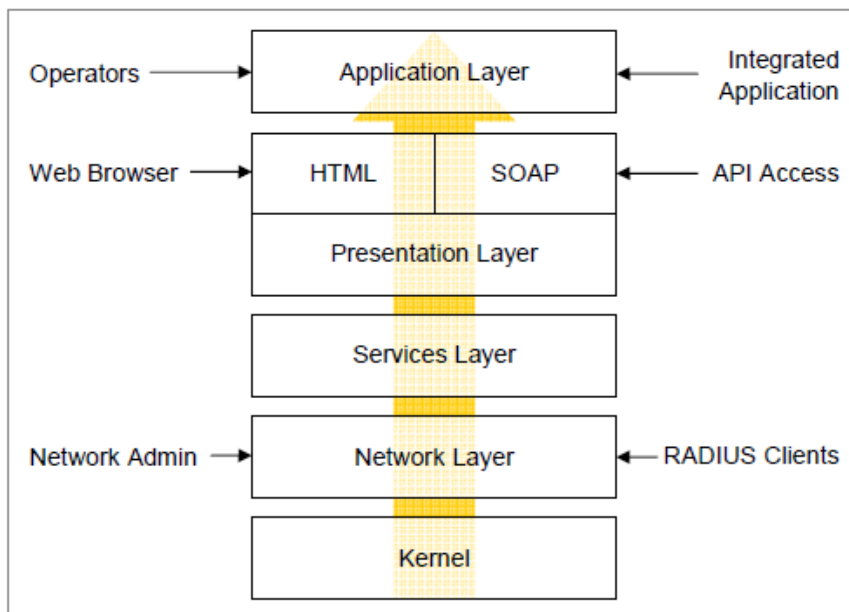 Operators
Application Layer
Integrated
Application
Web Browser
HTML
SOAP
API Access
Presentation Layer
Services Layer
Network Admin
Network Layer
RADIUS Clients
Kernel